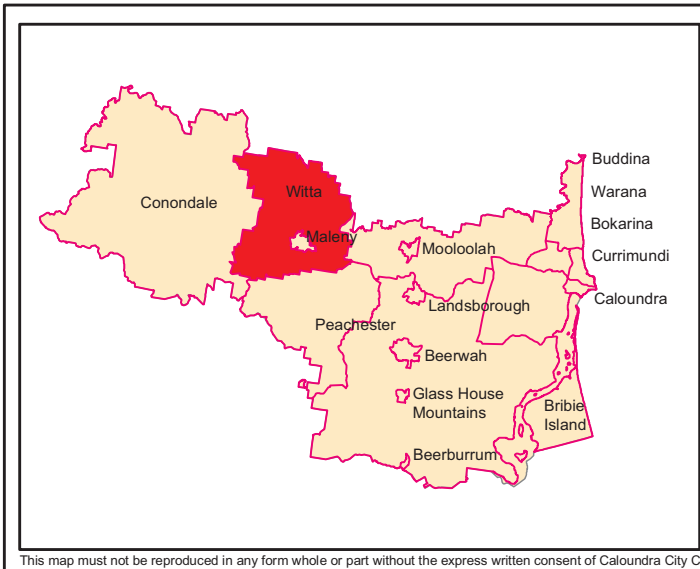 Buddina
Warana
Witta
Conondale
Bokarina
Maleny
Mooloolah
Currimundi
Caloundra
Landsborough
Peachester
Beerwah
Glass House
Mountains
Bribie
Island
Beerburrum
This map must not be reproduced in any form whole or part without the express written consent of Caloundra City C